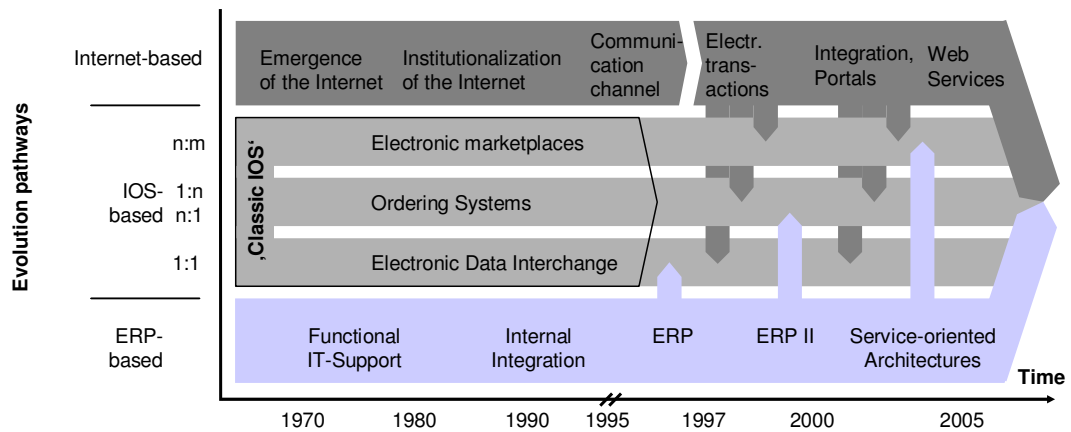 Evolution pathways
Internet-based
Emergence
of the Internet
Institutionalization
of the Internet
Communi-
cation
channel
Electr.
trans-
actions
Integration,
Portals
Web
Services
n:m
IOS-
based
1:n
n:1
1:1
‚Classic IOS‘
Electronic marketplaces
Ordering Systems
Electronic Data Interchange
ERP-
based
Functional
IT-Support
Internal
Integration
ERP
ERP II
Service-oriented
Architectures
Time
1970 1980 1990 1995 1997 2000 2005